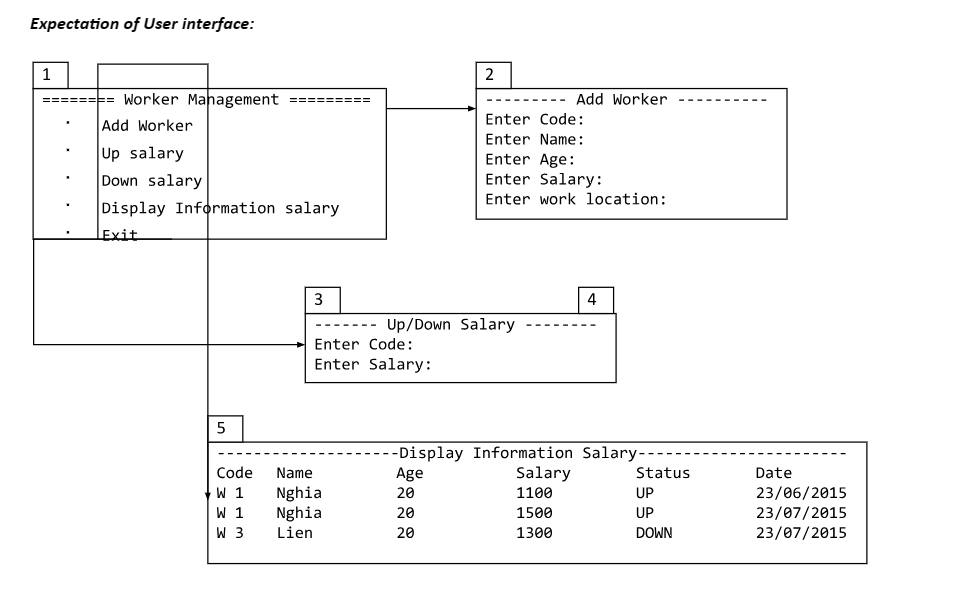 Expectation of User interface:
1
======== Worker Management =========
· Add Worker
· Up salary
· Down salary
· Display Information salary
· Exit
2
--------- Add Worker ----------
Enter Code:
Enter Name:
Enter Age:
Enter Salary:
Enter work location:
3 4
------- Up/Down Salary --------
Enter Code:
Enter Salary:
5
--------------------Display Information Salary-----------------------
Code Name Age Salary Status Date
W 1 Nghia 20 1100 UP 23/06/2015
W 1 Nghia 20 1500 UP 23/07/2015
W 3 Lien 20 1300 DOWN 23/07/2015